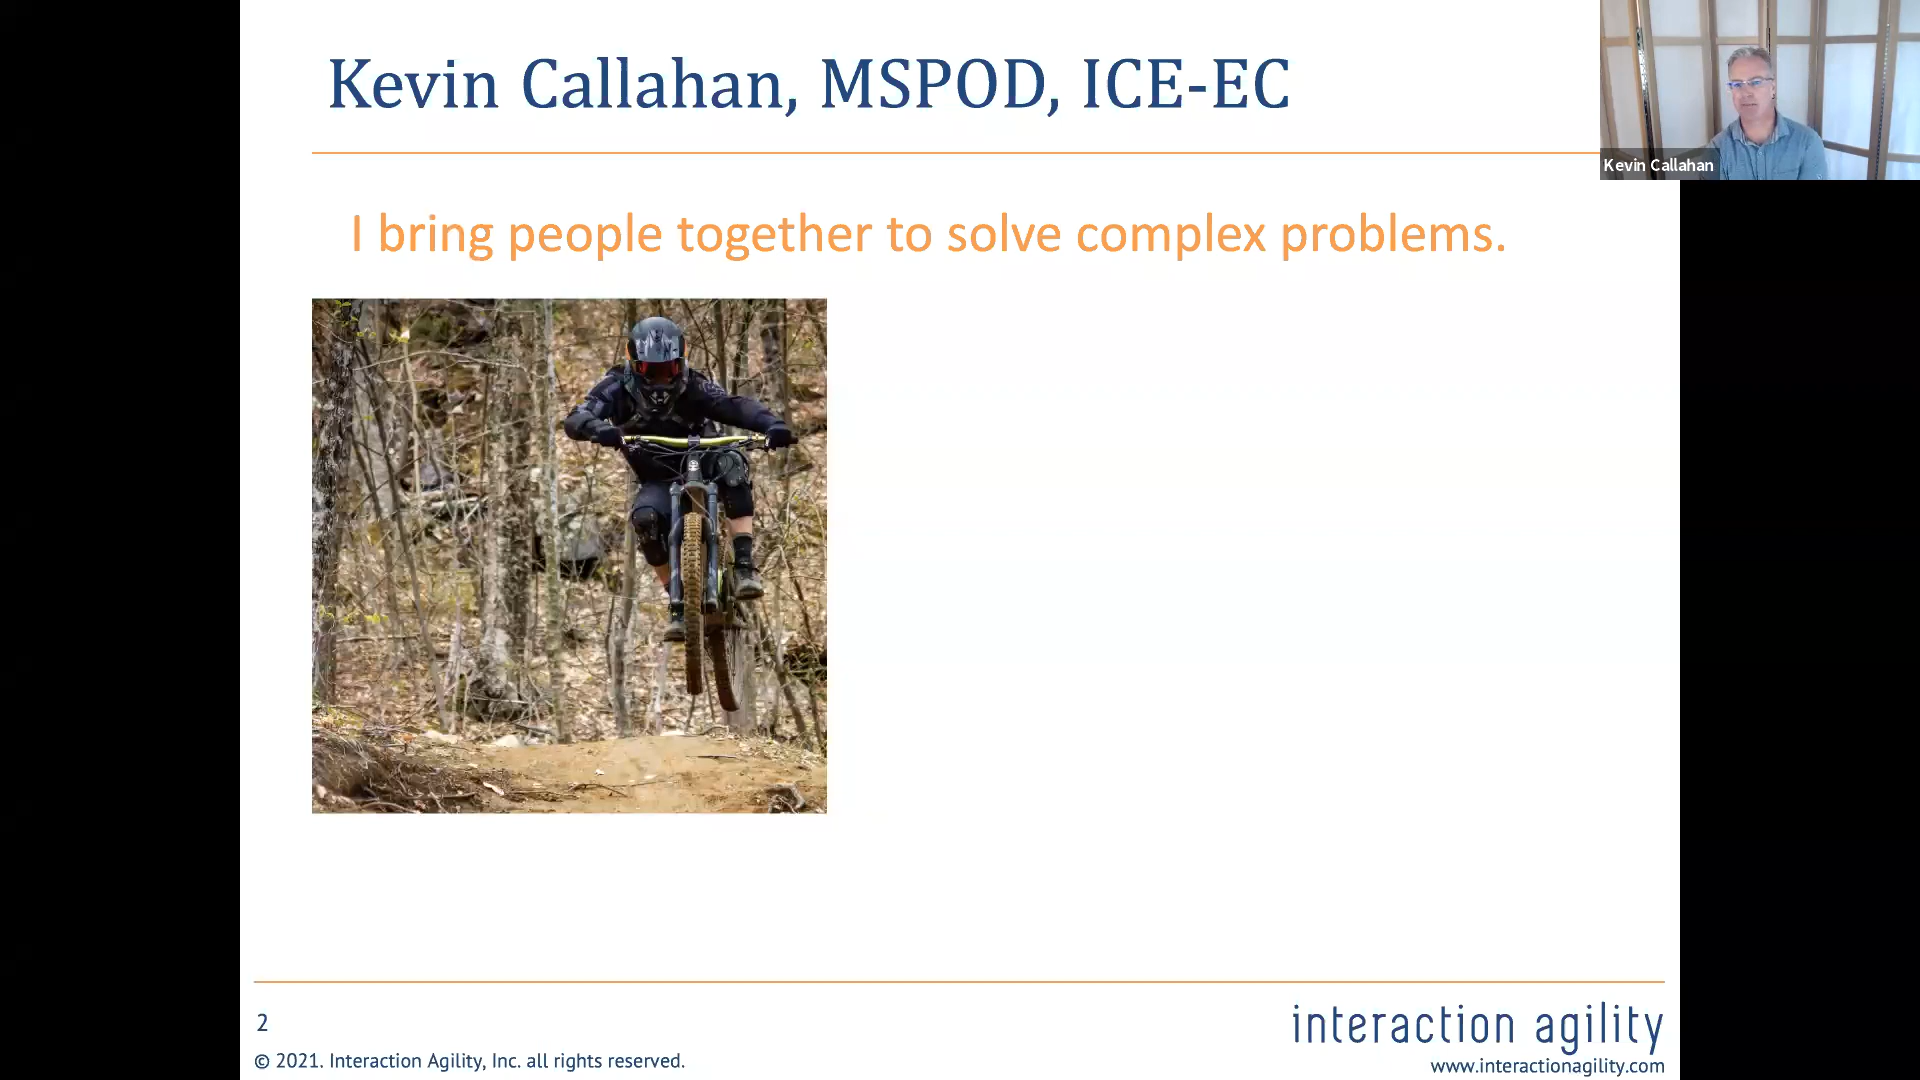 Kevin Callahan, MSPOD, ICE-EC
Kevin Callahan
I bring people together to solve complex problems.
2
© 2021. Interaction Agility, Inc. all rights reserved.
interaction agility
www.interactionagility.com